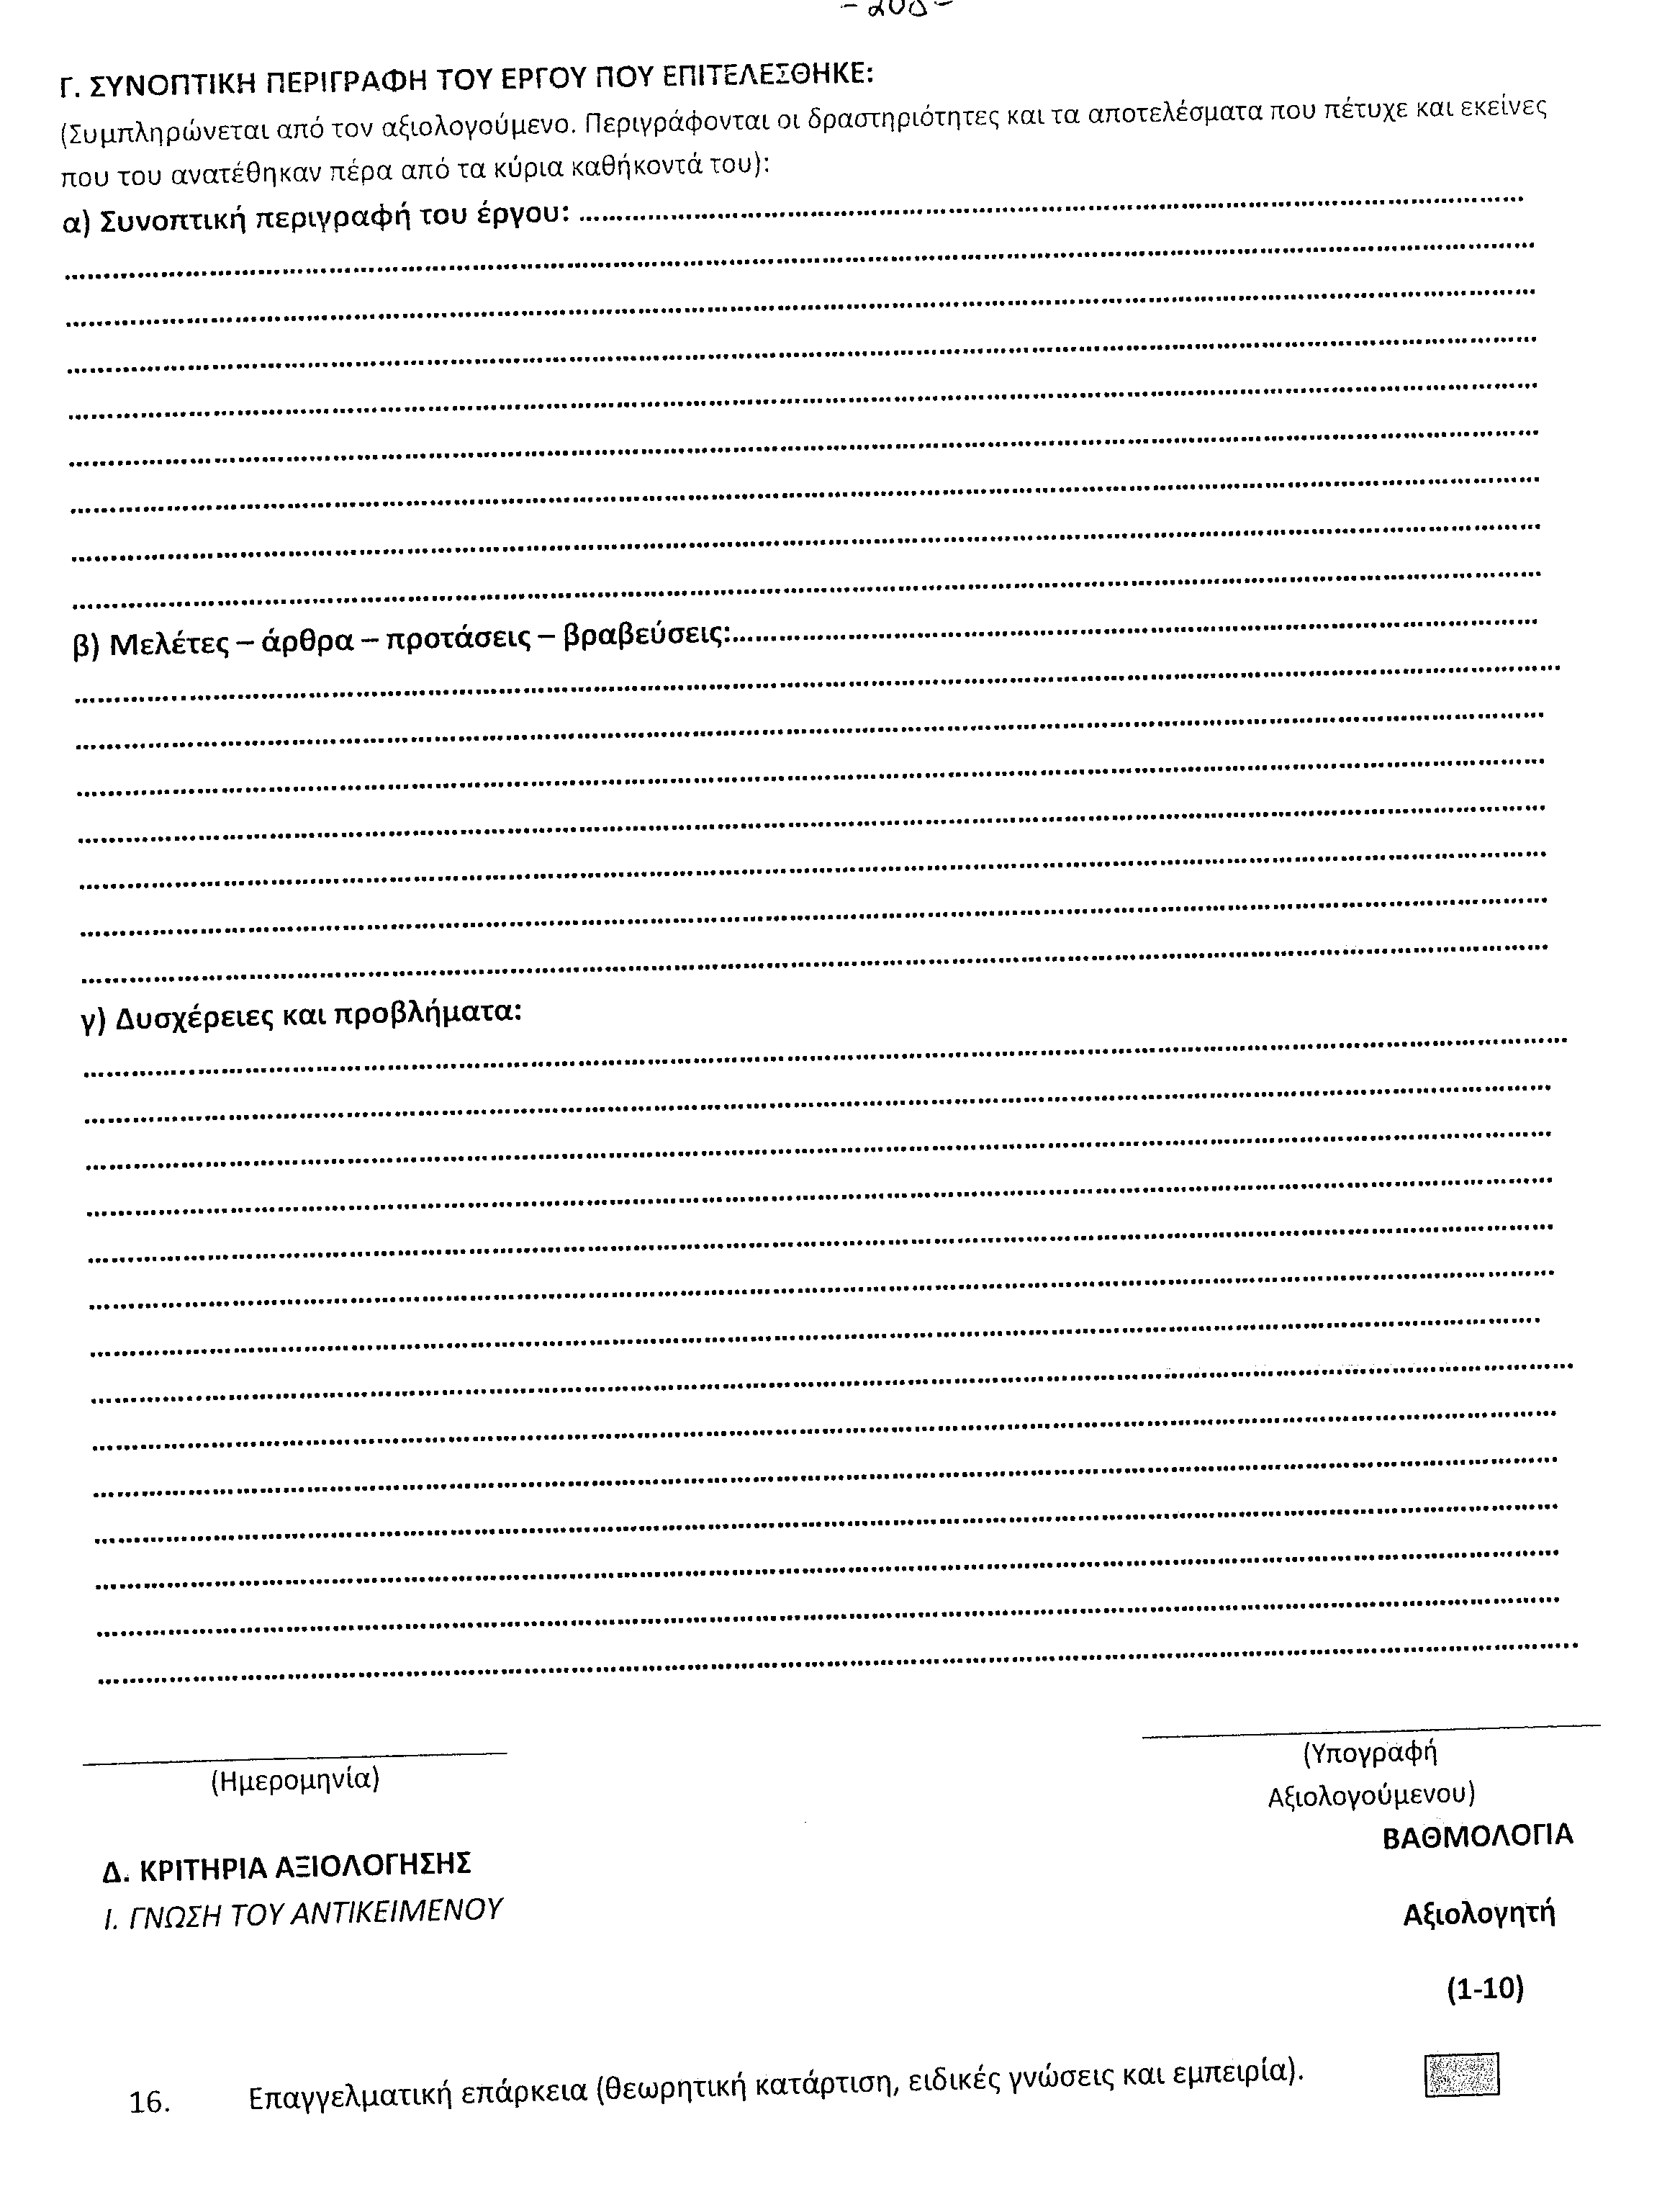 Γ. ΣΥΝΟΠΤΙΚΗ ΠΕΡΙΓΡΑΦΗ ΤΟΥ ΕΡΓΟΥ ΠΟΥ ΕΠΙΤΕΛΕΣΘΗΚΕ:
(Συμπληρώνεται από τον αξιολογούμενο. Περιγράφονται οι δραστηριότητες και τα αποτελέσματα που πέτυχε και εκείνες
που του ανατέθηκαν πέρα από τα κύρια καθήκοντά του):
α) Συνοπτική περιγραφή του έργου:
β) Μελέτες – άρθρα – προτάσεις – βραβεύσεις:
γ) Δυσχέρειες και προβλήματα:
(Ημερομηνία)
(Υπογραφή
Αξιολογούμενου)
ΒΑΘΜΟΛΟΓΙΑ
Δ. ΚΡΙΤΗΡΙΑ ΑΞΙΟΛΟΓΗΣΗΣ
Ι. ΓΝΩΣΗ ΤΟΥ ΑΝΤΙΚΕΙΜΕΝΟΥ
Αξιολογητή
(1-10)
16. Επαγγελματική επάρκεια (θεωρητική κατάρτιση, ειδικές γνώσεις και εμπειρία).